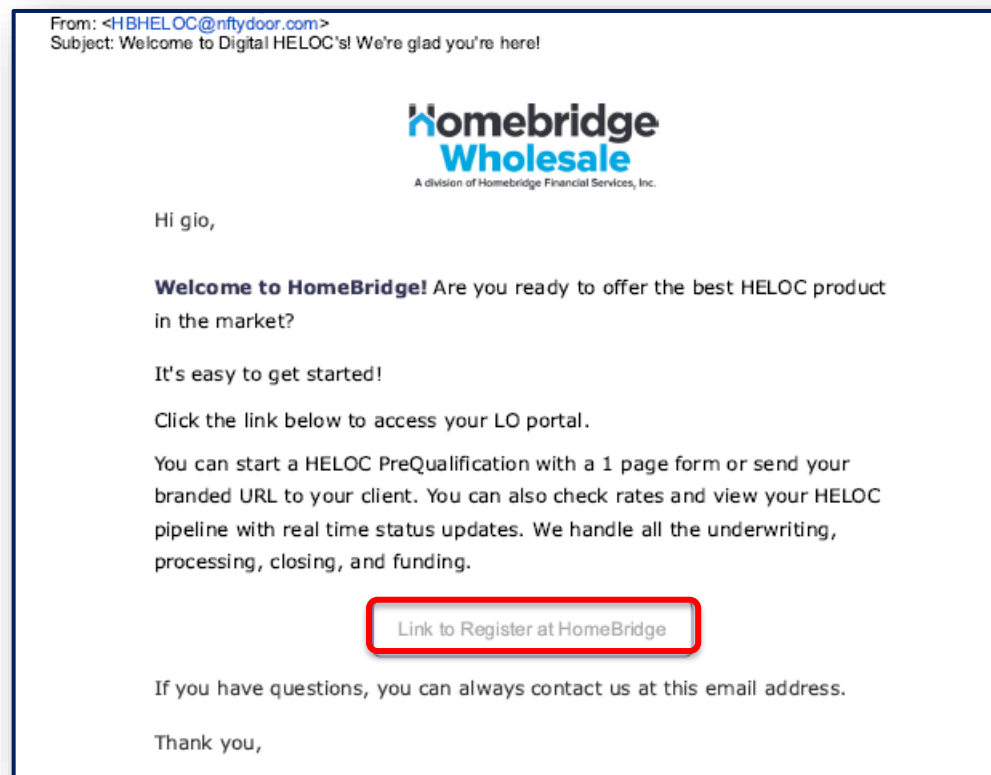 From: <HBHELOC@nftydoor.com>
Subject: Welcome to Digital HELOC's! We're glad you're here!
Homebridge
Wholesale
A division of Homebridge Financial Services, Inc.
Hi gio,
Welcome to HomeBridge! Are you ready to offer the best HELOC product
in the market?
It's easy to get started!
Click the link below to access your LO portal.
You can start a HELOC PreQualification with a 1 page form or send your
branded URL to your client. You can also check rates and view your HELOC
pipeline with real time status updates. We handle all the underwriting,
processing, closing, and funding.
Link to Register at HomeBridge
If you have questions, you can always contact us at this email address.
Thank you,